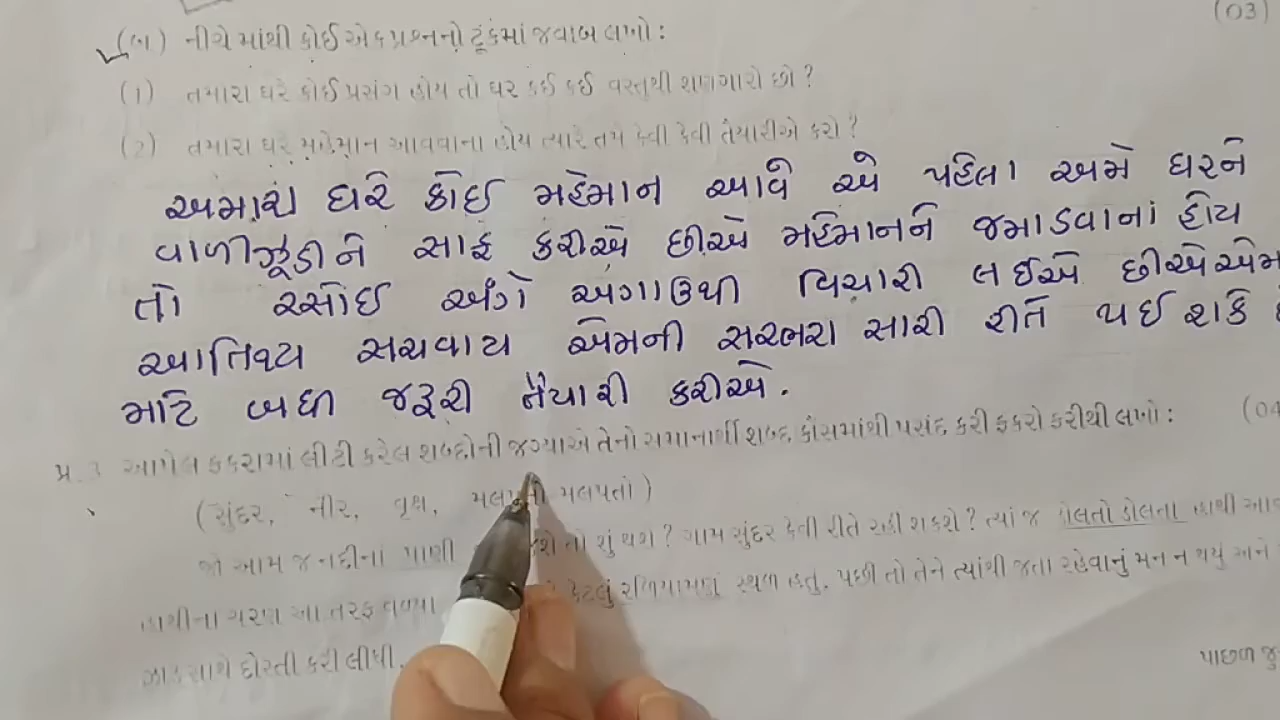 (બ) નીચેમાંથી કોઈ એક પ્રશ્નનો ટૂંકમાં જવાબ લખો : (03)
(1) તમારા ઘરે કોઈ પ્રસંગ હોય તો ઘર કઈ કઈ વસ્તુથી શણગારો છો ?
(2) તમારા ઘરે મહેમાન આવવાના હોય ત્યારે તમે કેવી કેવી તૈયારીએ કરો ?
અમારા ઘરે કોઈ મહેમાન આવે એ પહેલા અમે ઘરને
વાળીઝૂડીને સાફ કરીએ છીએ મહેમાનને જમાડવાનાં હોય
તો રસોઈ અંગે અગાઉથી વિચારી લઈએ છીએ એમ
આતિથ્ય સચવાય એમની સરભરા સારી રીતે થઈ શકે
માટે બધી જરૂરી તૈયારી કરીએ.
પ્ર. 3 આપેલ ફકરામાં લીટી કરેલ શબ્દોની જગ્યાએ તેનો સમાનાર્થી શબ્દ કૌંસમાંથી પસંદ કરી ફકરો ફરીથી લખો : (04
(સુંદર, નીર, વૃક્ષ, મલપતો મલપતો)
જો આમ જ નદીનાં પાણી તો શું થશે ? ગામ સુંદર કેવી રીતે રહી શકશે ? ત્યાં જ ડોલતો ડોલતા હાથી
હાથીના ચરણ આ તરફ વળ્યા કેટલું રળિયામણું સ્થળ હતુ. પછી તો તેને ત્યાંથી જતા રહેવાનું મન ન થયું અને
ઝાડ સાથે દોસ્તી કરી લીધી.
પાછળ જુ